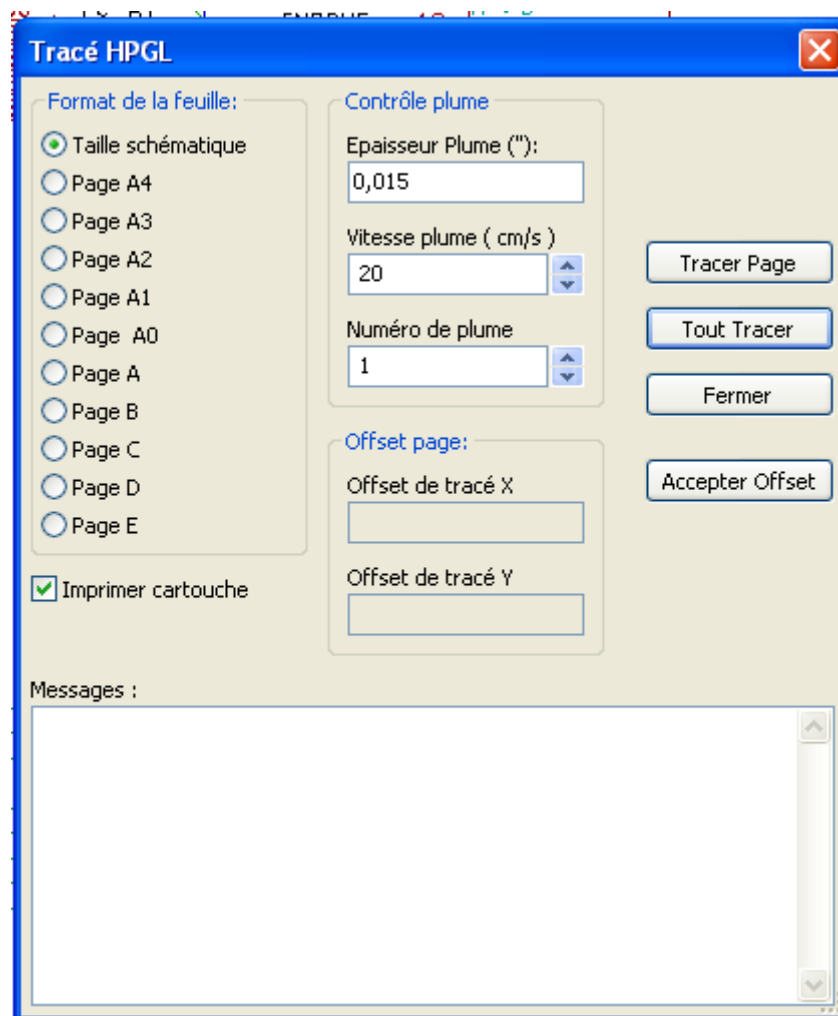 Tracé HPGL
Format de la feuille:
Taille schématique
Page A4
Page A3
Page A2
Page A1
Page  A0
Page A
Page B
Page C
Page D
Page E
Imprimer cartouche
Contrôle plume
Epaisseur Plume ("):
0,015
Vitesse plume ( cm/s )
20
Numéro de plume
1
Offset page:
Offset de tracé X
Offset de tracé Y
Tracer Page
Tout Tracer
Fermer
Accepter Offset
Messages :